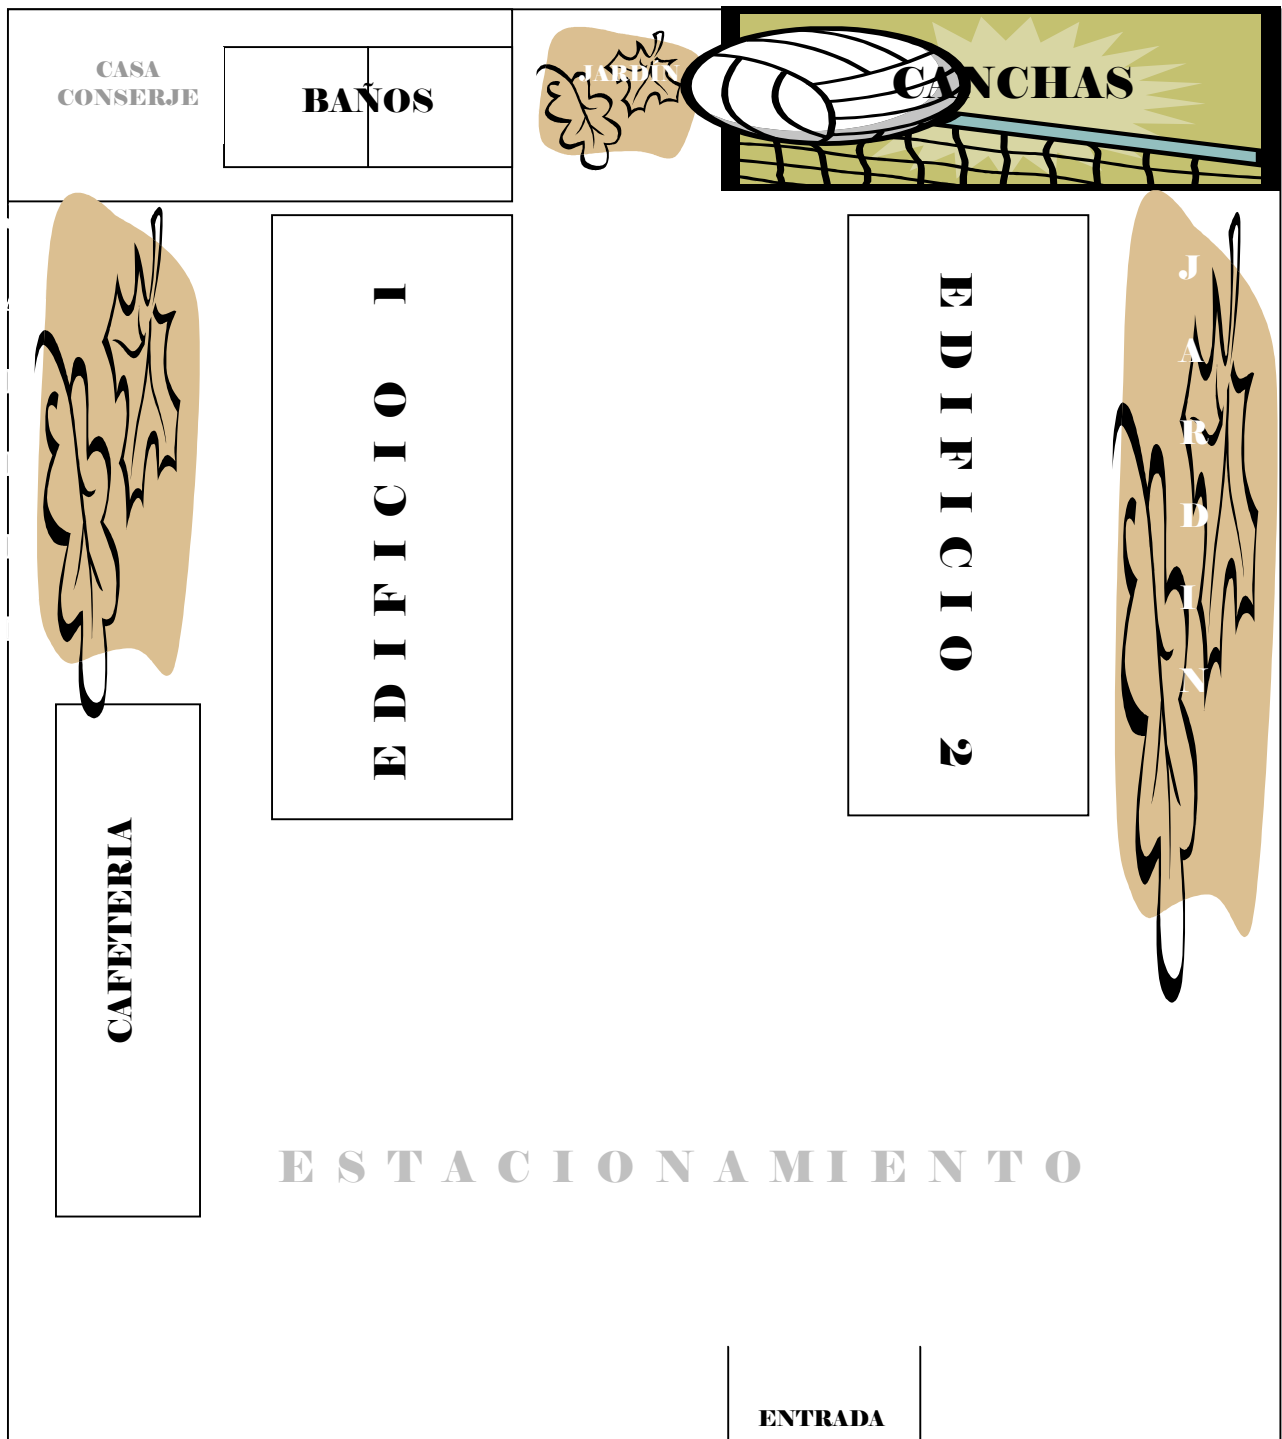 CASA
CONSERJE
BAÑOS
JARDÍN
CANCHAS
EDIFICIO 1
EDIFICIO 2
JARDIN
CAFETERIA
ESTACIONAMIENTO
ENTRADA